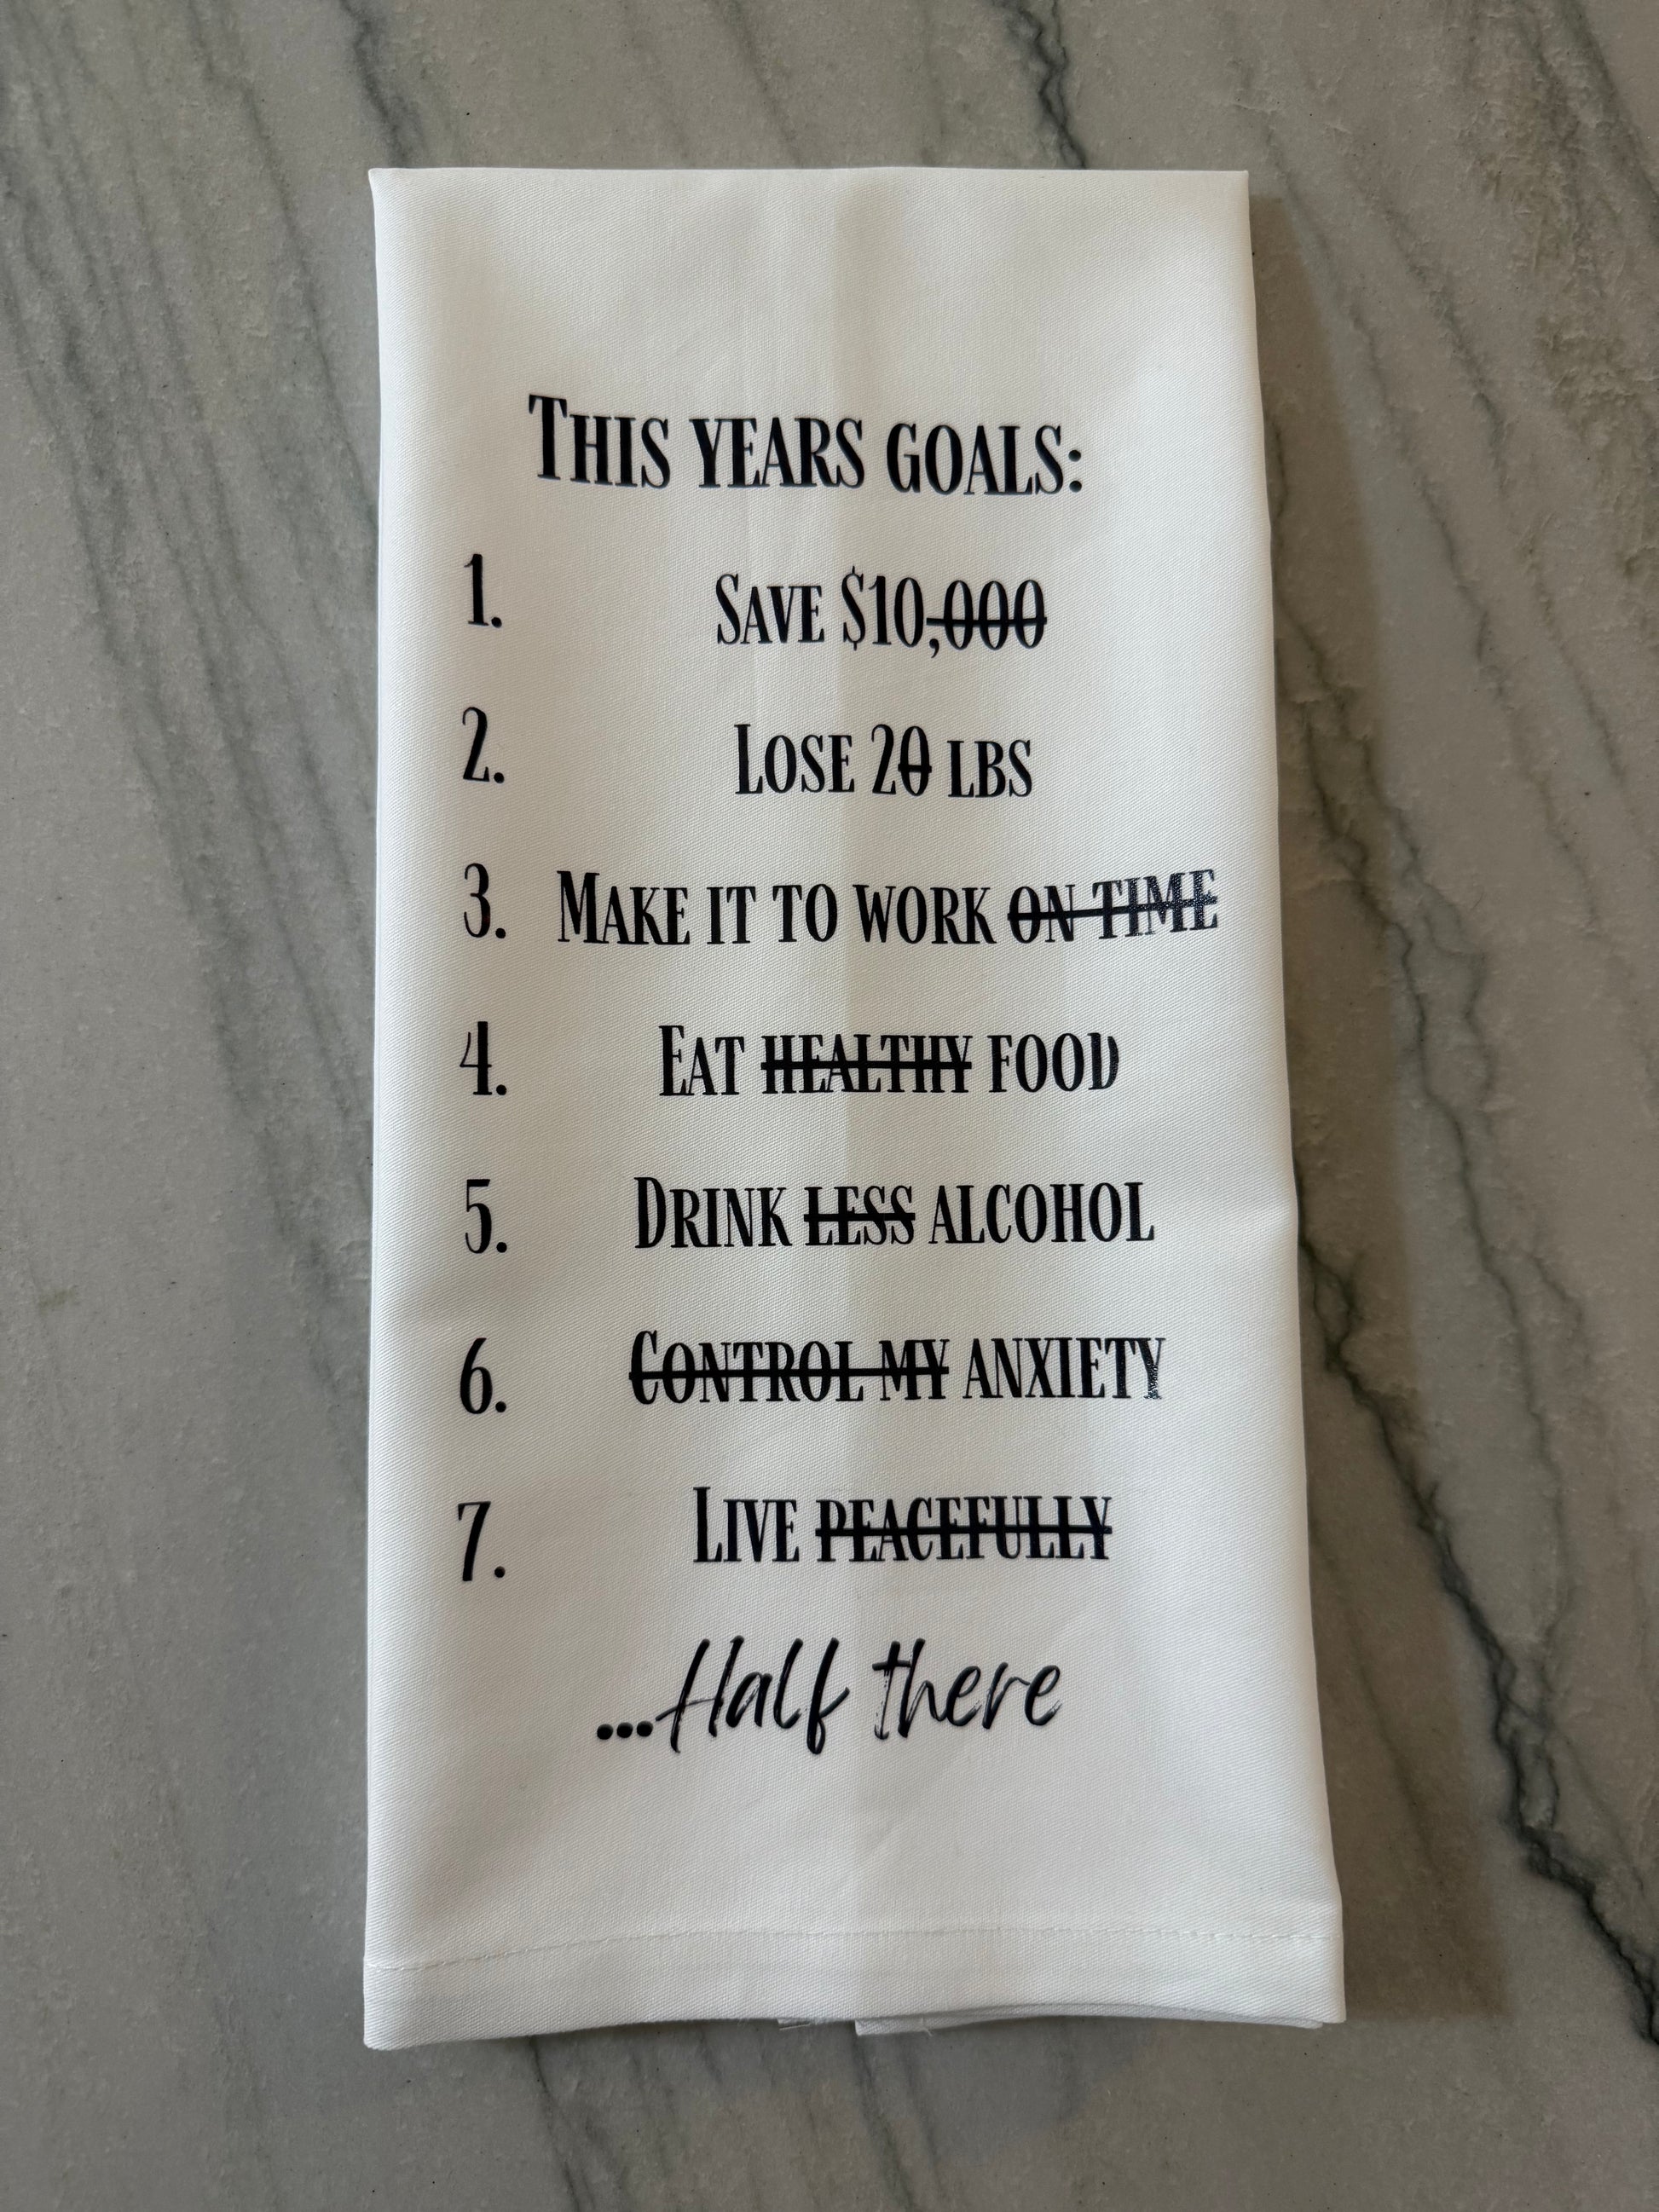 THIS YEARS GOALS:
1. SAVE $10,000
2. LOSE 20 LBS
3. MAKE IT TO WORK ON TIME
4. EAT HEALTHY FOOD
5. DRINK LESS ALCOHOL
6. CONTROL MY ANXIETY
7. LIVE PEACEFULLY
...Half there